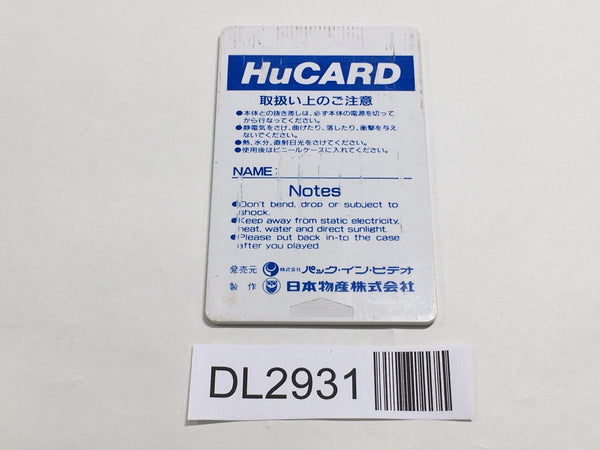 HuCARD
取扱い上のご注意
●本体との抜き差しは、必ず本体の電源を切って
から行なってください。
●静電気をさけ、曲げたり、落したり、衝撃を与え
ないでください。
●熱、水分、直射日光をさけてください。
●使用後はビニールケースに入れてください。
NAME:
Notes
●Don't bend, drop or subject to
shock.
●Keep away from static electricity,
heat, water and direct sunlight.
●Please put back in-to the case
after you played.
発売元 株式会社 パック・イン・ビデオ
製作 日本物産株式会社
DL2931